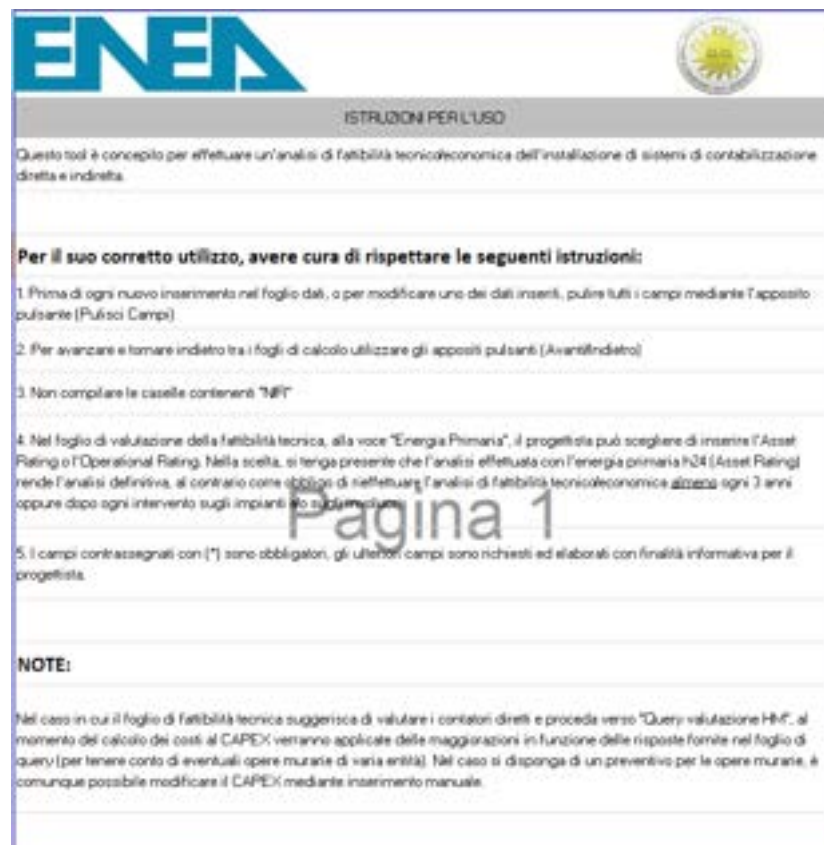 ENEA
ISTRUZIONI PER L'USO
Questo tool è concepito per effettuare un'analisi di fattibilità tecnico/economica dell'installazione di sistemi di contabilizzazione
diretta e indiretta.
Per il suo corretto utilizzo, avere cura di rispettare le seguenti istruzioni:
1. Prima di ogni nuovo inserimento nel foglio dati, o per modificare uno dei dati inseriti, pulire tutti i campi mediante l'apposito
pulsante (Pulisci Campi)
2. Per avanzare e tornare indietro tra i fogli di calcolo utilizzare gli appositi pulsanti (Avanti/Indietro)
3. Non compilare le caselle contenenti
4. Nel foglio di valutazione della fattibilità tecnica, alla voce "Energia Primaria", il progettista può scegliere di inserire l'Asset
Rating o l'Operational Rating. Nella scelta, si tenga presente che l'analisi effettuata con l'energia primaria h24 (Asset Rating)
rende l'analisi definitiva, al contrario corre obbligo di rieffettuare l'analisi di fattibilità tecnico/economica almeno ogni 3 anni
oppure dopo ogni intervento sugli impianti
Pagina 1
5. I campi contrassegnati con (*) sono obbligatori, gli ulteriori campi sono richiesti ed elaborati con finalità informativa per il
progettista.
NOTE:
Nel caso in cui il foglio di fattibilità tecnica suggerisca di valutare i contatori diretti e proceda verso "Query valutazione HM", al
momento del calcolo dei costi al CAPEX verranno applicate delle maggiorazioni in funzione delle risposte fornite nel foglio di
query (per tenere conto di eventuali opere murarie di varia entità). Nel caso si disponga di un preventivo per le opere murarie, è
comunque possibile modificare il CAPEX mediante inserimento manuale.